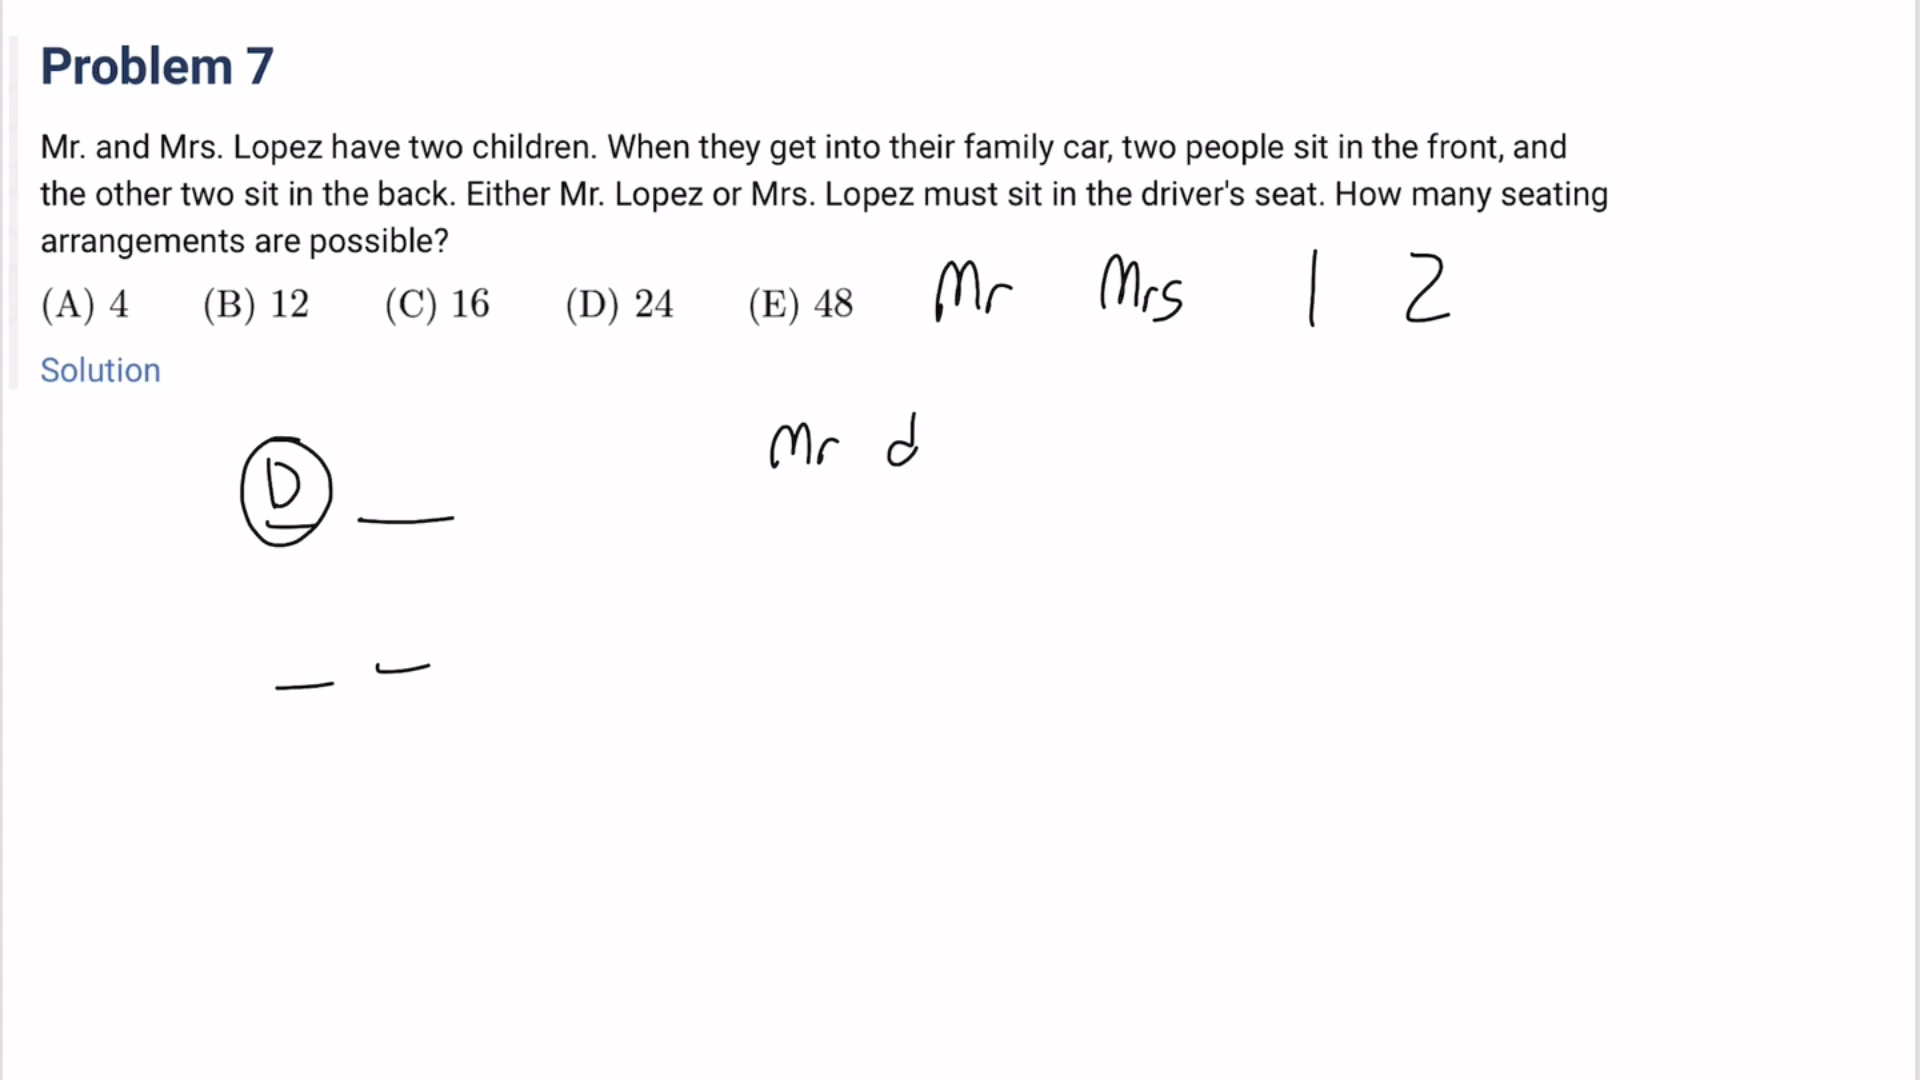 Problem 7
Mr. and Mrs. Lopez have two children. When they get into their family car, two people sit in the front, and
the other two sit in the back. Either Mr. Lopez or Mrs. Lopez must sit in the driver's seat. How many seating
arrangements are possible?
(A) 4 (B) 12 (C) 16 (D) 24 (E) 48
Mr Mrs 1 2
Solution
Mr d
D